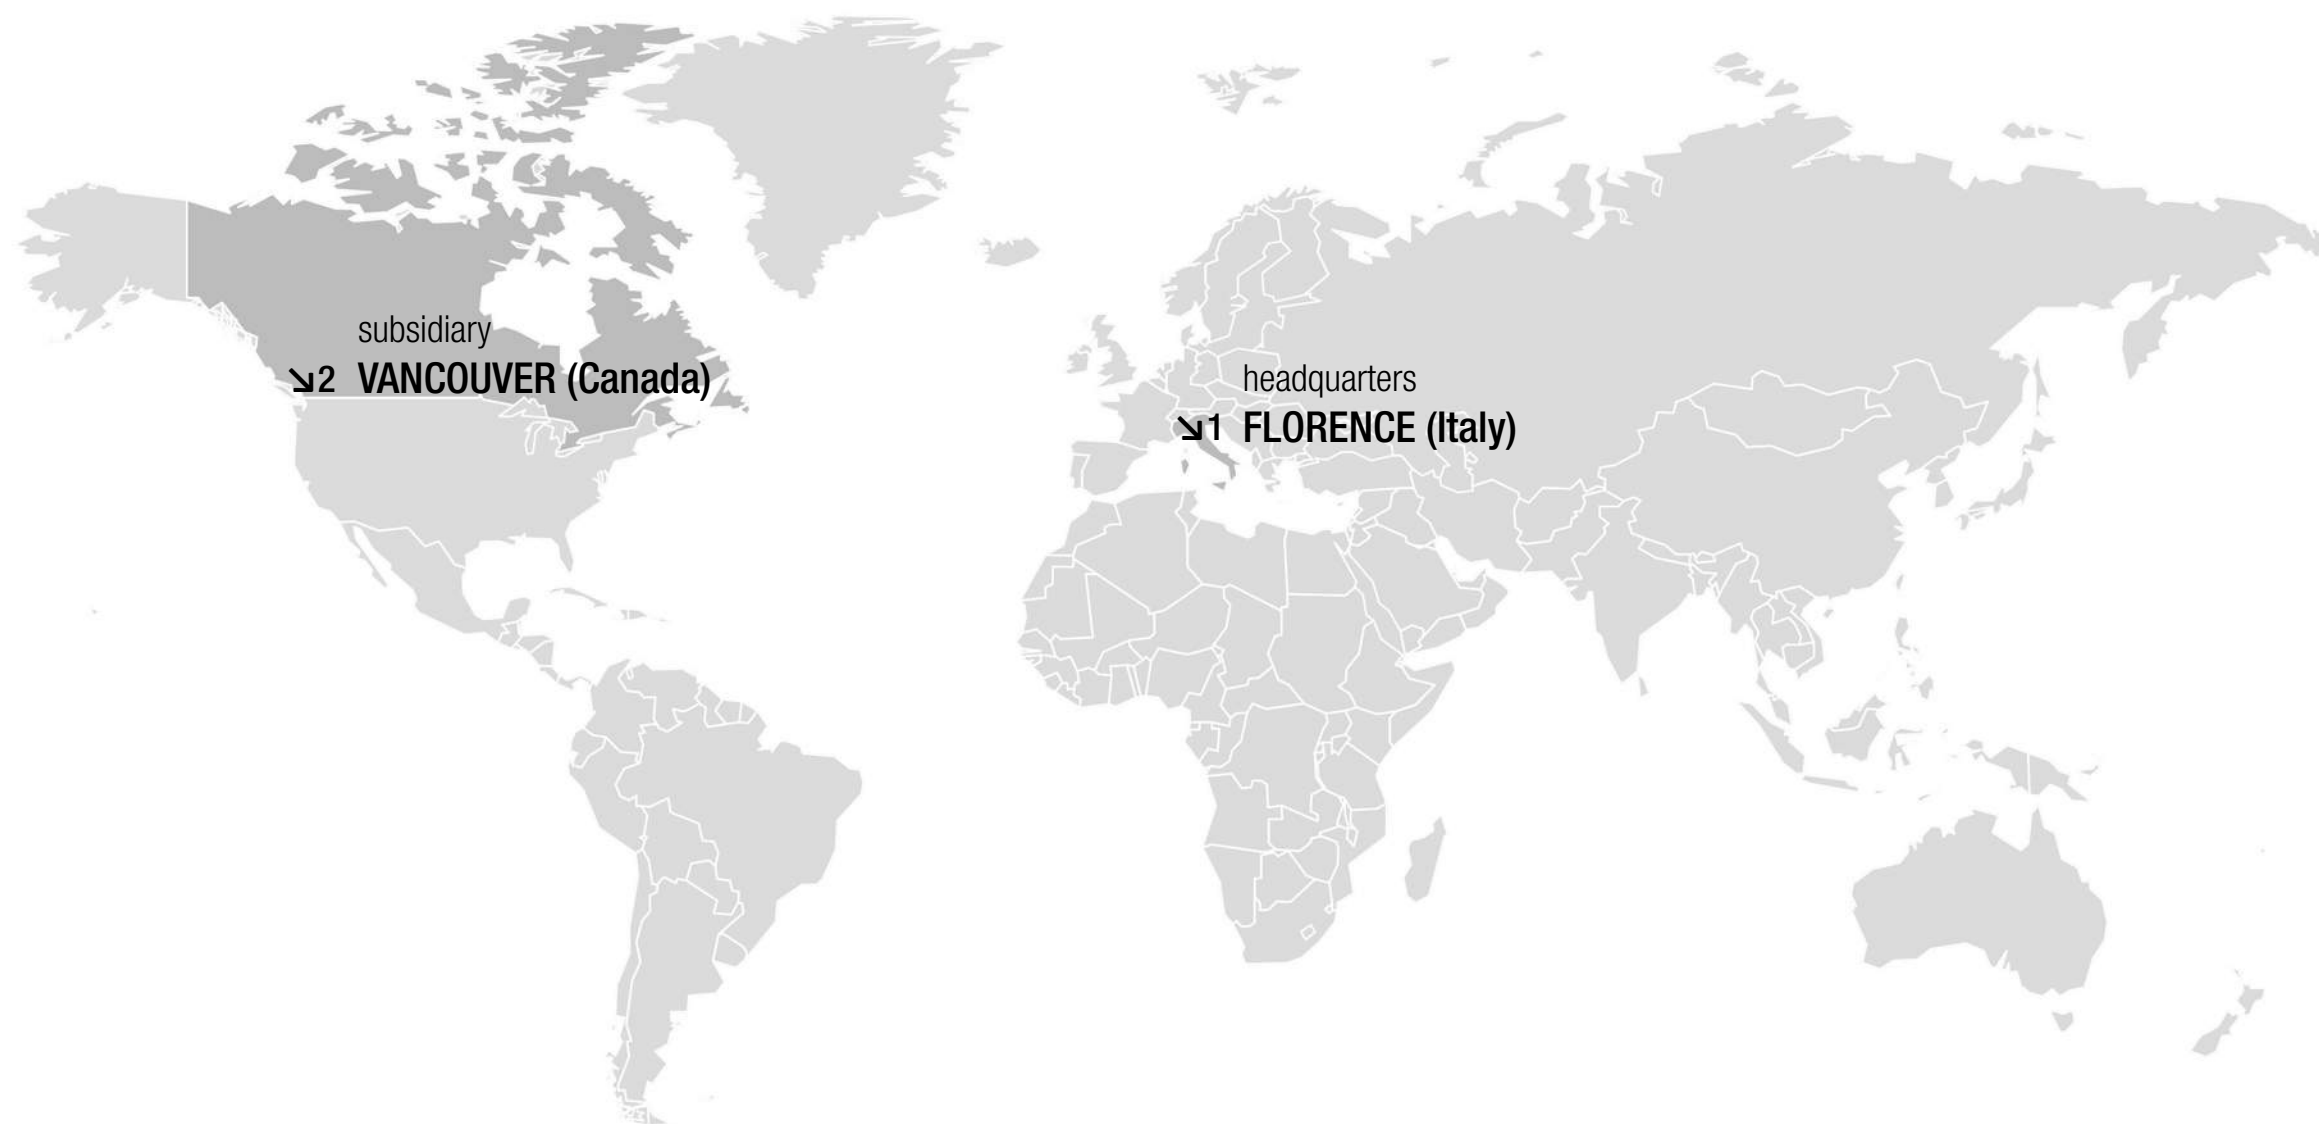 subsidiary
↘2 VANCOUVER (Canada)
headquarters
↘1 FLORENCE (Italy)